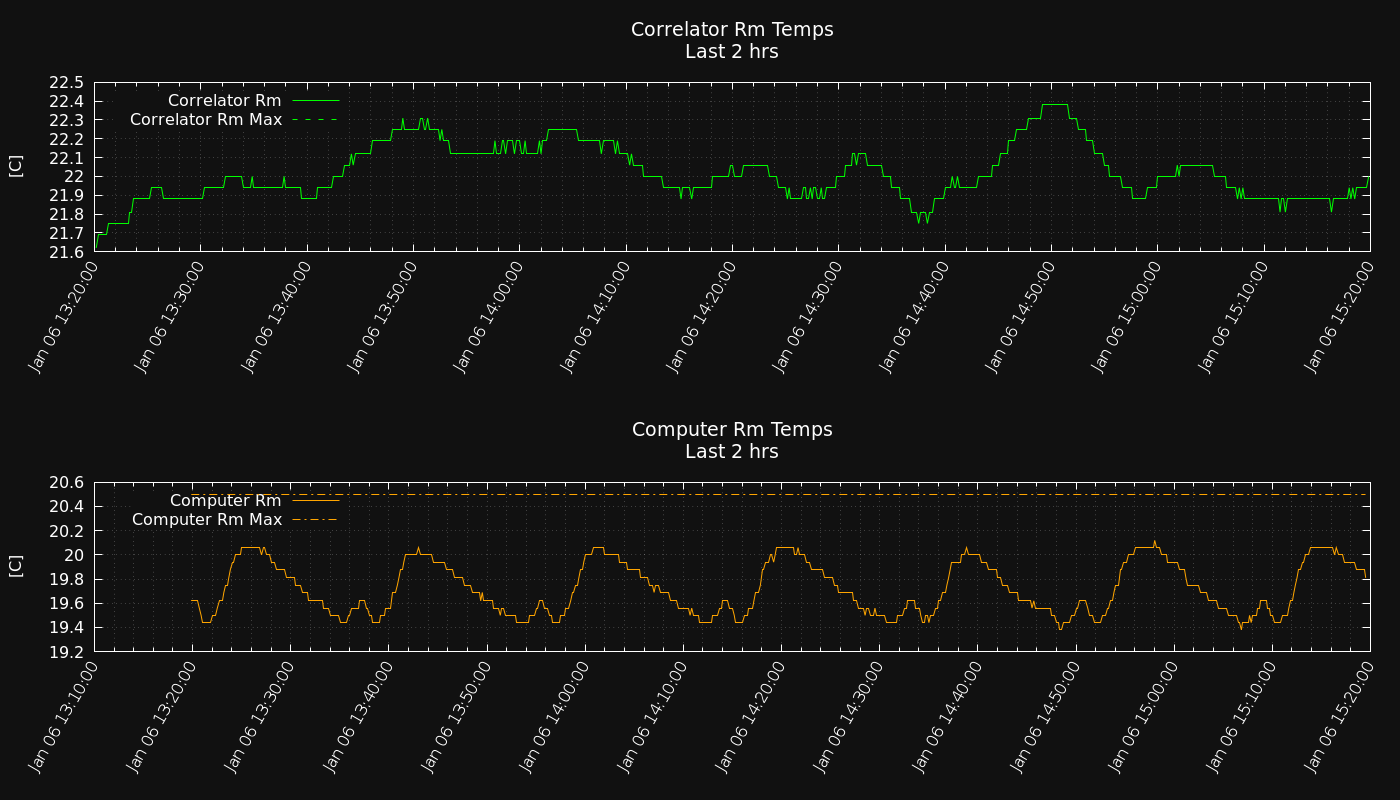 Correlator Rm Temps
Last 2 hrs
22.5
22.4
22.3
22.2
22.1
22
21.9
21.8
21.7
21.6
[C]
Correlator Rm
Correlator Rm Max
Jan 06 13:20:00
Jan 06 13:30:00
Jan 06 13:40:00
Jan 06 13:50:00
Jan 06 14:00:00
Jan 06 14:10:00
Jan 06 14:20:00
Jan 06 14:30:00
Jan 06 14:40:00
Jan 06 14:50:00
Jan 06 15:00:00
Jan 06 15:10:00
Jan 06 15:20:00
Computer Rm Temps
Last 2 hrs
20.6
20.4
20.2
20
19.8
19.6
19.4
19.2
[C]
Computer Rm
Computer Rm Max
Jan 06 13:10:00
Jan 06 13:20:00
Jan 06 13:30:00
Jan 06 13:40:00
Jan 06 13:50:00
Jan 06 14:00:00
Jan 06 14:10:00
Jan 06 14:20:00
Jan 06 14:30:00
Jan 06 14:40:00
Jan 06 14:50:00
Jan 06 15:00:00
Jan 06 15:10:00
Jan 06 15:20:00